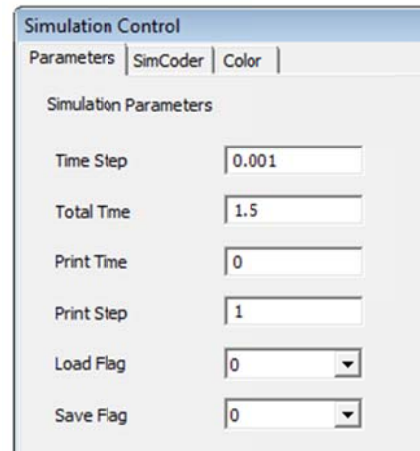 Simulation Control
Parameters SimCoder Color
Simulation Parameters
Time Step 0.001
Total Time 1.5
Print Time 0
Print Step 1
Load Flag 0
Save Flag 0